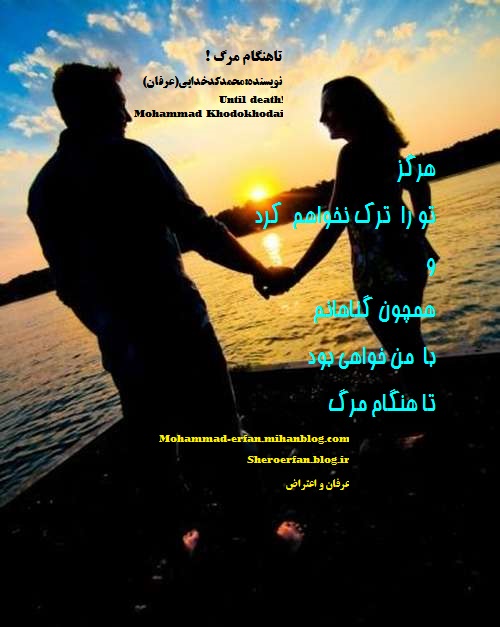 تاهنگام مرگ !
نویسنده:محمدکدخدایی(عرفان)
Until death!
Mohammad Khodokhodai
هرگز
تو را ترک نخواهم کرد
و
همچون گناهانم
با من خواهی بود
تا هنگام مرگ
Mohammad-erfan.mihanblog.com
Sheroerfan.blog.ir
عرفان و اعتراض